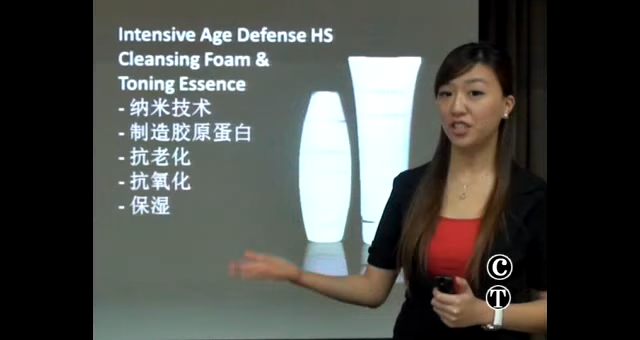 Intensive Age Defense HS
Cleansing Foam &
Toning Essence
- 纳米技术
- 制造胶原蛋白
- 抗老化
- 抗氧化
- 保湿
C
T